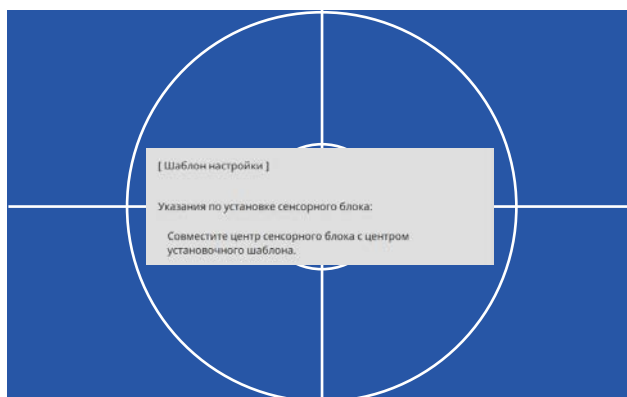 [ Шаблон настройки ]
Указания по установке сенсорного блока:
Совместите центр сенсорного блока с центром
установочного шаблона.